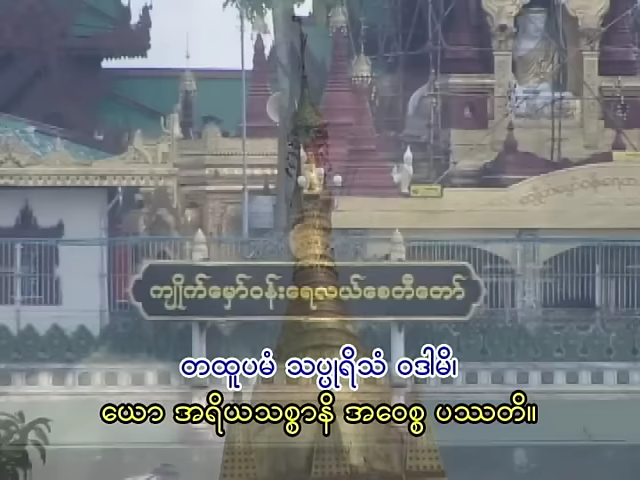 ကျိုက်မှော်ဝန်းရေလယ်စေတီတော်
တထူပမံ သပ္ပုရိသံ ဝဒါမိ၊
ယော အရိယသစ္စာနိ အဝေစ္စ ပဿတိ။